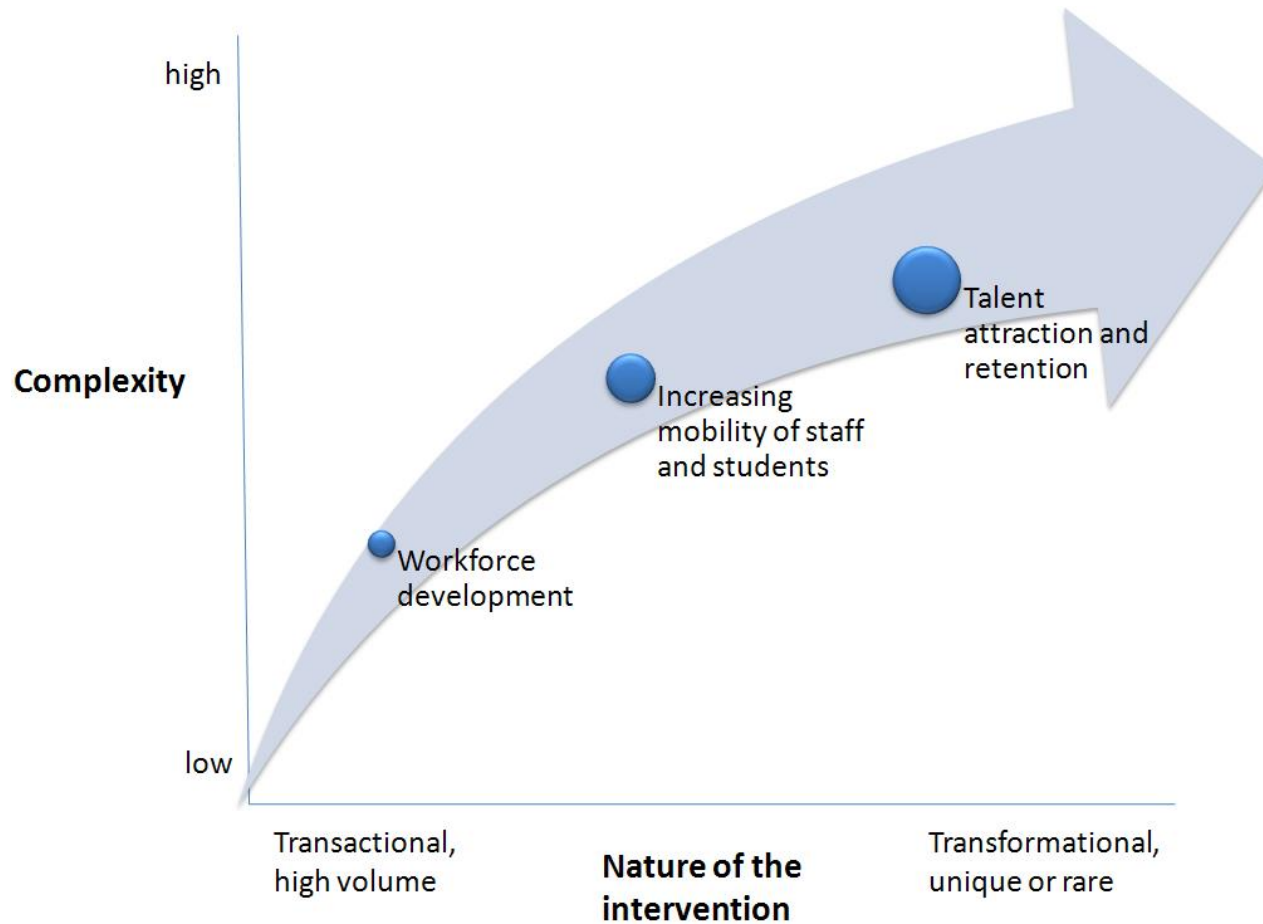 high
Complexity
low
Talent
attraction and
retention
Increasing
mobility of staff
and students
Workforce
development
Transactional,
high volume
Nature of the
intervention
Transformational,
unique or rare